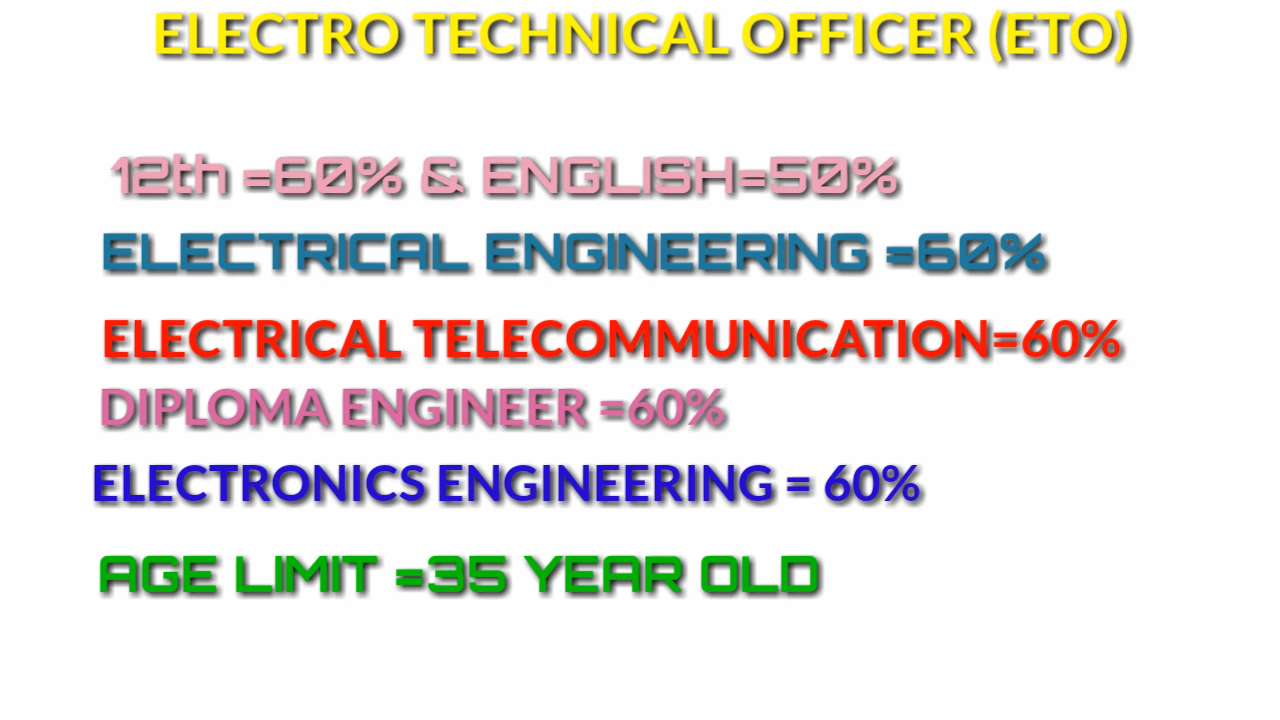 ELECTRO TECHNICAL OFFICER (ETO)
12th =60% & ENGLISH=50%
ELECTRICAL ENGINEERING =60%
ELECTRICAL TELECOMMUNICATION=60%
DIPLOMA ENGINEER =60%
ELECTRONICS ENGINEERING = 60%
AGE LIMIT =35 YEAR OLD